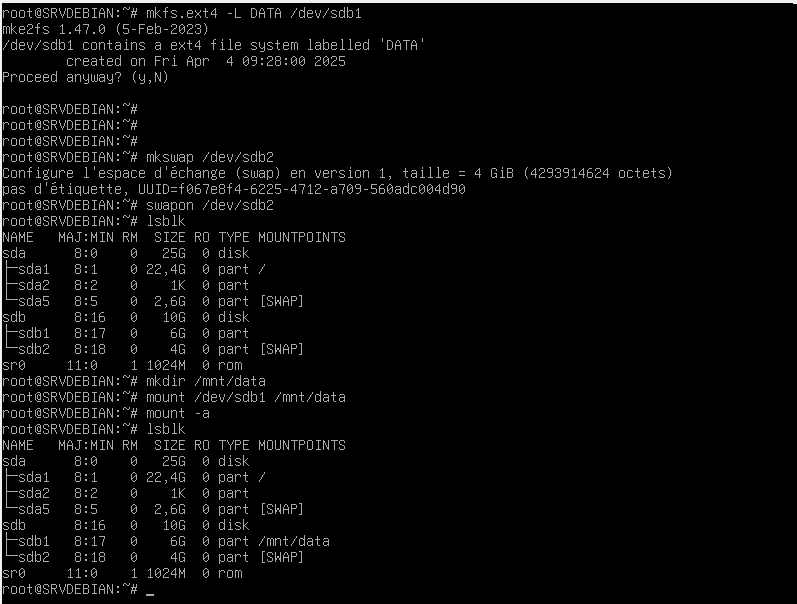 root@SRVDEBIAN:~# mkfs.ext4 -L DATA /dev/sdb1
mke2fs 1.47.0 (5-Feb-2023)
/dev/sdb1 contains a ext4 file system labelled 'DATA'
        created on Fri Apr  4 09:28:00 2025
Proceed anyway? (y,N)
root@SRVDEBIAN:~#
root@SRVDEBIAN:~#
root@SRVDEBIAN:~#
root@SRVDEBIAN:~# mkswap /dev/sdb2
Configure l'espace d'échange (swap) en version 1, taille = 4 GiB (4293914624 octets)
pas d'étiquette, UUID=f067e8f4-6225-4712-a709-560adc004d90
root@SRVDEBIAN:~# swapon /dev/sdb2
root@SRVDEBIAN:~# lsblk
NAME   MAJ:MIN RM  SIZE RO TYPE MOUNTPOINTS
sda      8:0    0   25G  0 disk
├─sda1   8:1    0 22,4G  0 part /
├─sda2   8:2    0    1K  0 part
└─sda5   8:5    0  2,6G  0 part [SWAP]
sdb      8:16   0   10G  0 disk
├─sdb1   8:17   0    6G  0 part
└─sdb2   8:18   0    4G  0 part [SWAP]
sr0     11:0    1 1024M  0 rom
root@SRVDEBIAN:~# mkdir /mnt/data
root@SRVDEBIAN:~# mount /dev/sdb1 /mnt/data
root@SRVDEBIAN:~# mount -a
root@SRVDEBIAN:~# lsblk
NAME   MAJ:MIN RM  SIZE RO TYPE MOUNTPOINTS
sda      8:0    0   25G  0 disk
├─sda1   8:1    0 22,4G  0 part /
├─sda2   8:2    0    1K  0 part
└─sda5   8:5    0  2,6G  0 part [SWAP]
sdb      8:16   0   10G  0 disk
├─sdb1   8:17   0    6G  0 part /mnt/data
└─sdb2   8:18   0    4G  0 part [SWAP]
sr0     11:0    1 1024M  0 rom
root@SRVDEBIAN:~# _